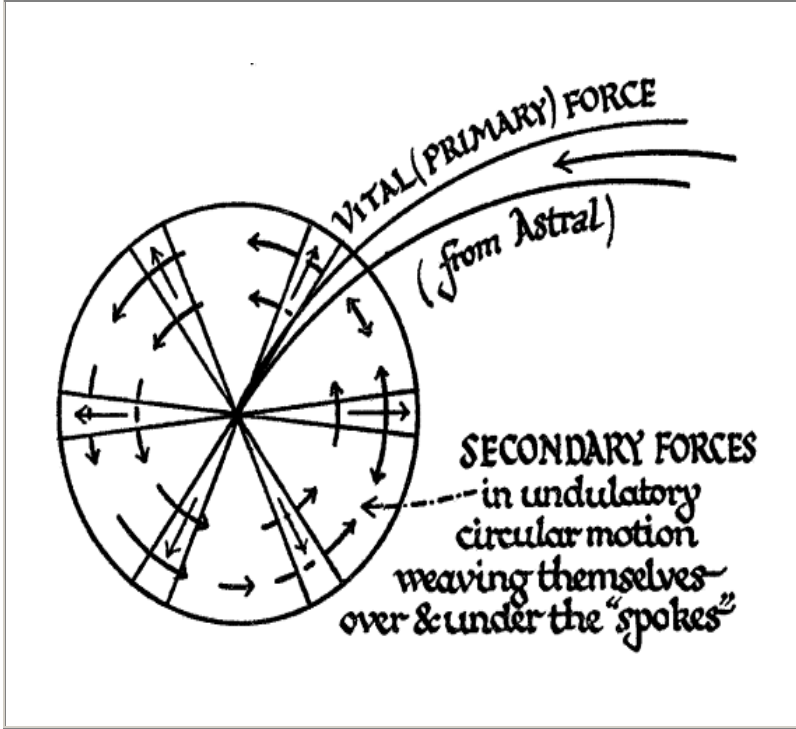 VITAL (PRIMARY) FORCE
(from Astral)
SECONDARY FORCES
in undulatory
circular motion
weaving themselves
over & under the "spokes"